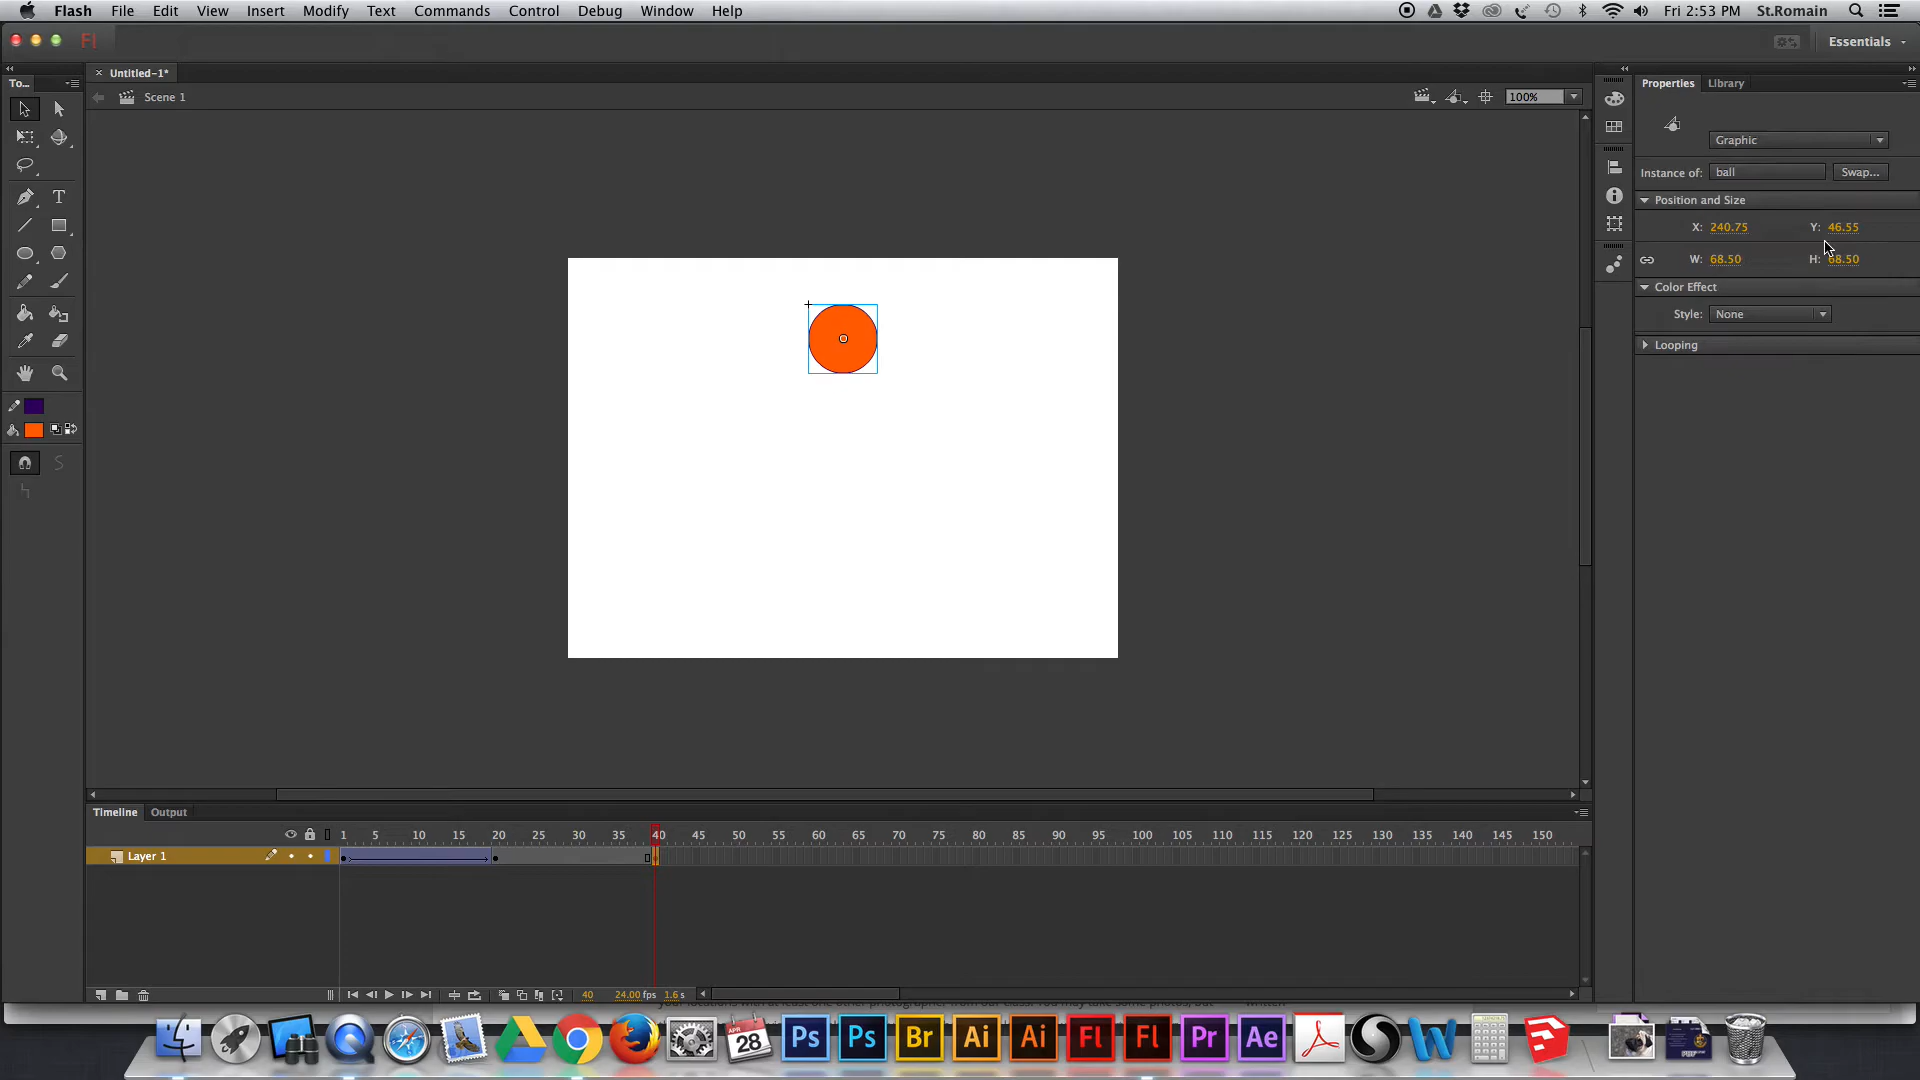 Flash File Edit View Insert Modify Text Commands Control Debug Window Help Fri 2:53 PM St.Romain
Fl Essentials
To... × Untitled-1* Properties Library
Scene 1 100%
Graphic
Instance of: ball Swap...
Position and Size
X: 240.75 Y: 46.55
W: 68.50 H: 68.50
Color Effect
Style: None
Looping
T
Timeline Output
1 5 10 15 20 25 30 35 40 45 50 55 60 65 70 75 80 85 90 95 100 105 110 115 120 125 130 135 140 145 150
Layer 1
40 24.00 fps 1.6 s
APR
28
Ps Ps Br Ai Ai Fl Fl Pr Ae W